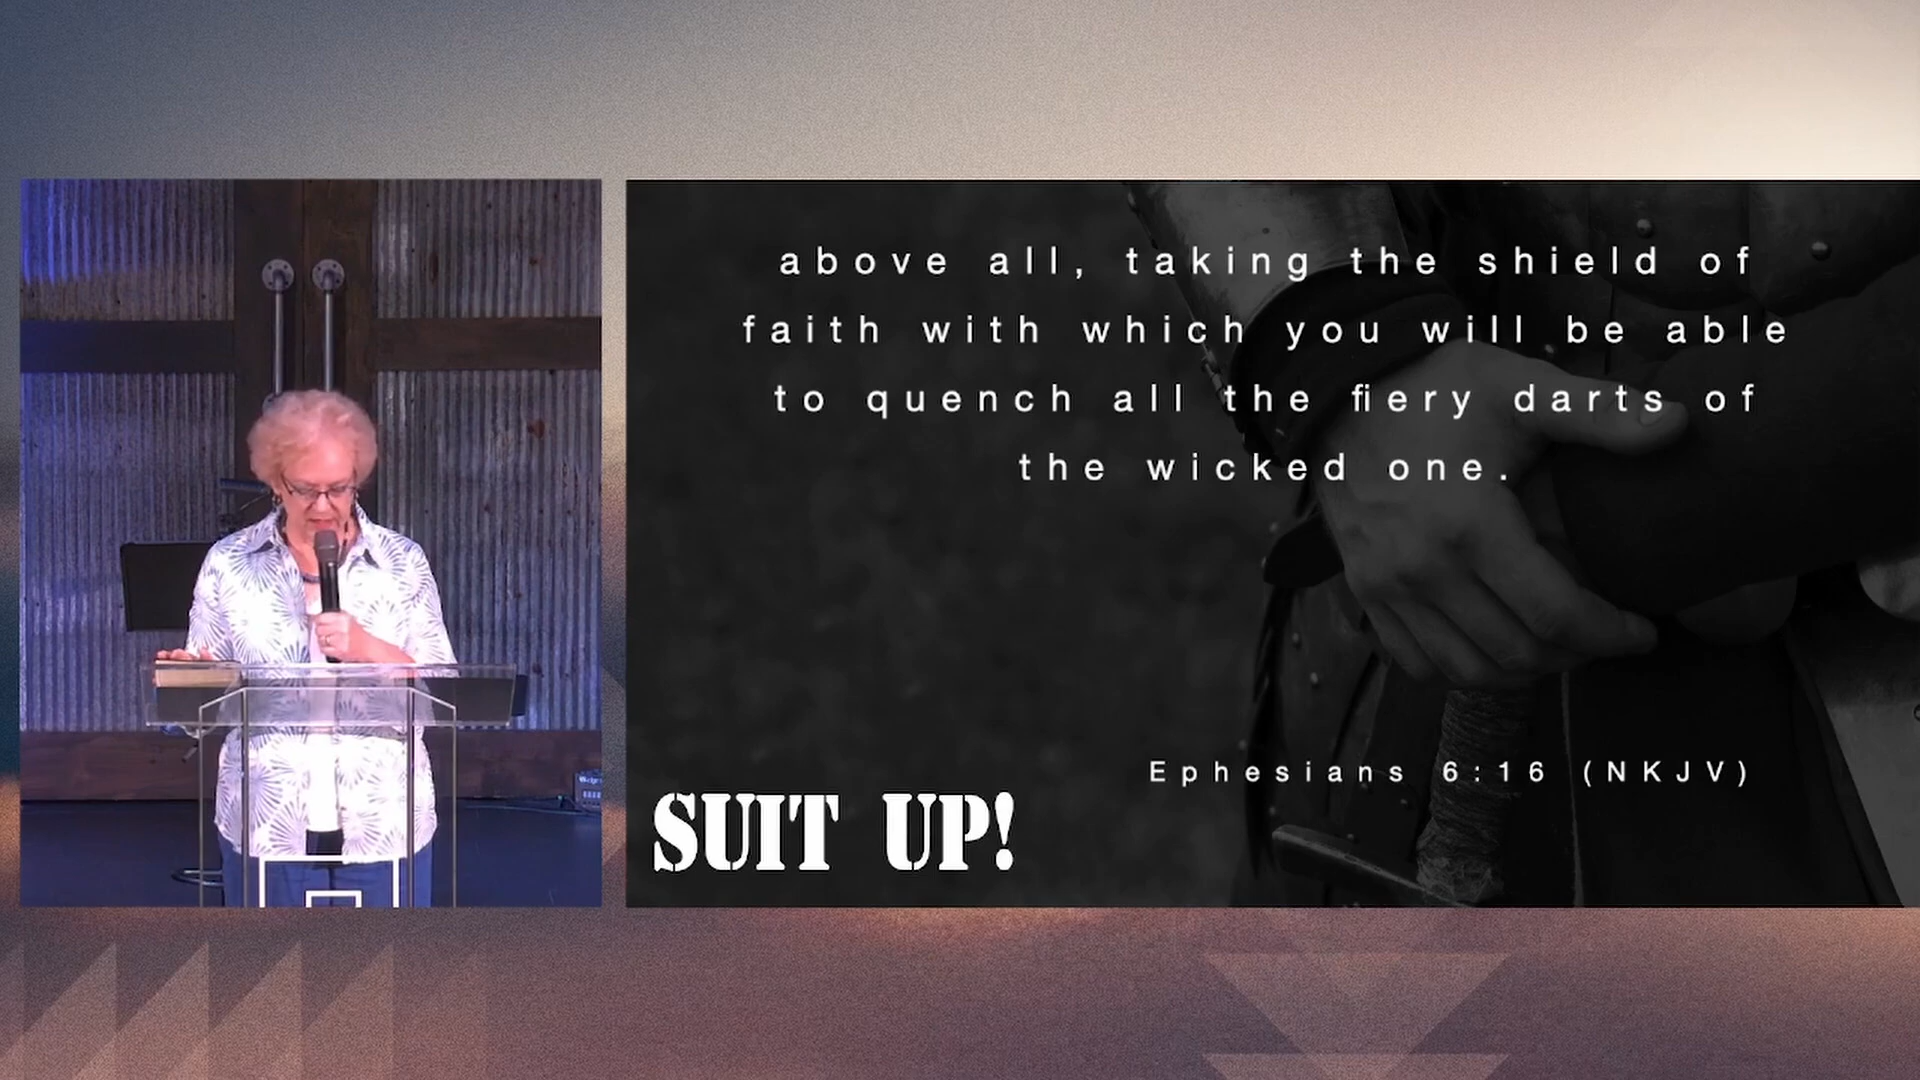 above all, taking the shield of
faith with which you will be able
to quench all the fiery darts of
the wicked one.
Ephesians 6:16 (NKJV)
SUIT UP!